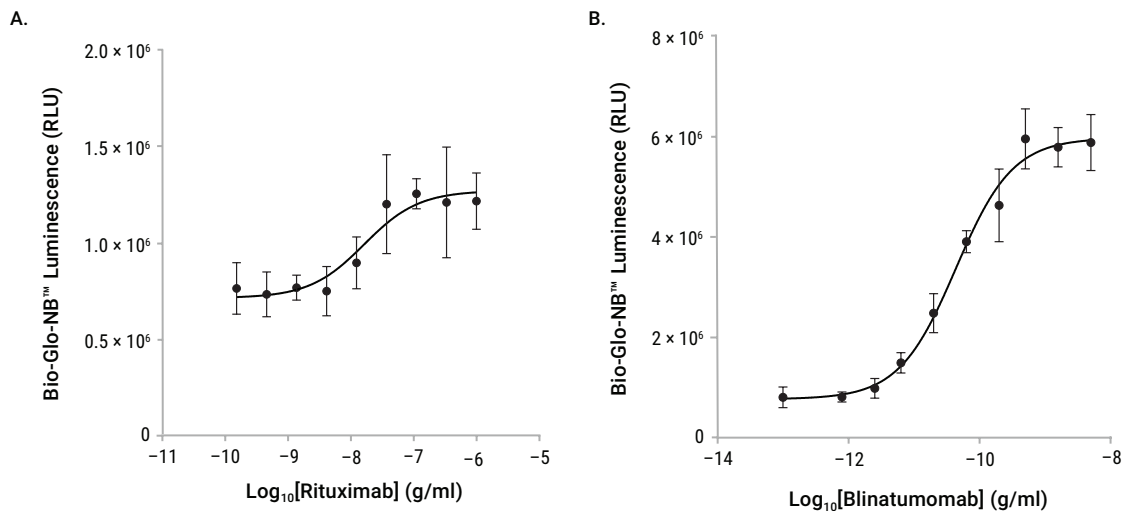 A.
Bio-Glo-NB™ Luminescence (RLU)
2.0 × 10⁶
1.5 × 10⁶
1.0 × 10⁶
0.5 × 10⁶
0
−11 −10 −9 −8 −7 −6 −5
Log₁₀[Rituximab] (g/ml)
B.
Bio-Glo-NB™ Luminescence (RLU)
8 × 10⁶
6 × 10⁶
4 × 10⁶
2 × 10⁶
0
−14 −12 −10 −8
Log₁₀[Blinatumomab] (g/ml)